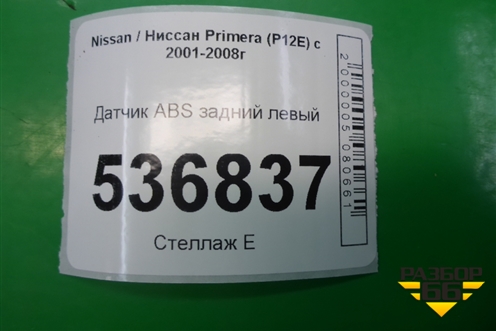 Nissan / Ниссан Primera (P12E) с
2001-2008г
Датчик ABS задний левый
536837
Стеллаж Е
2000005080661
РАЗБОР
66